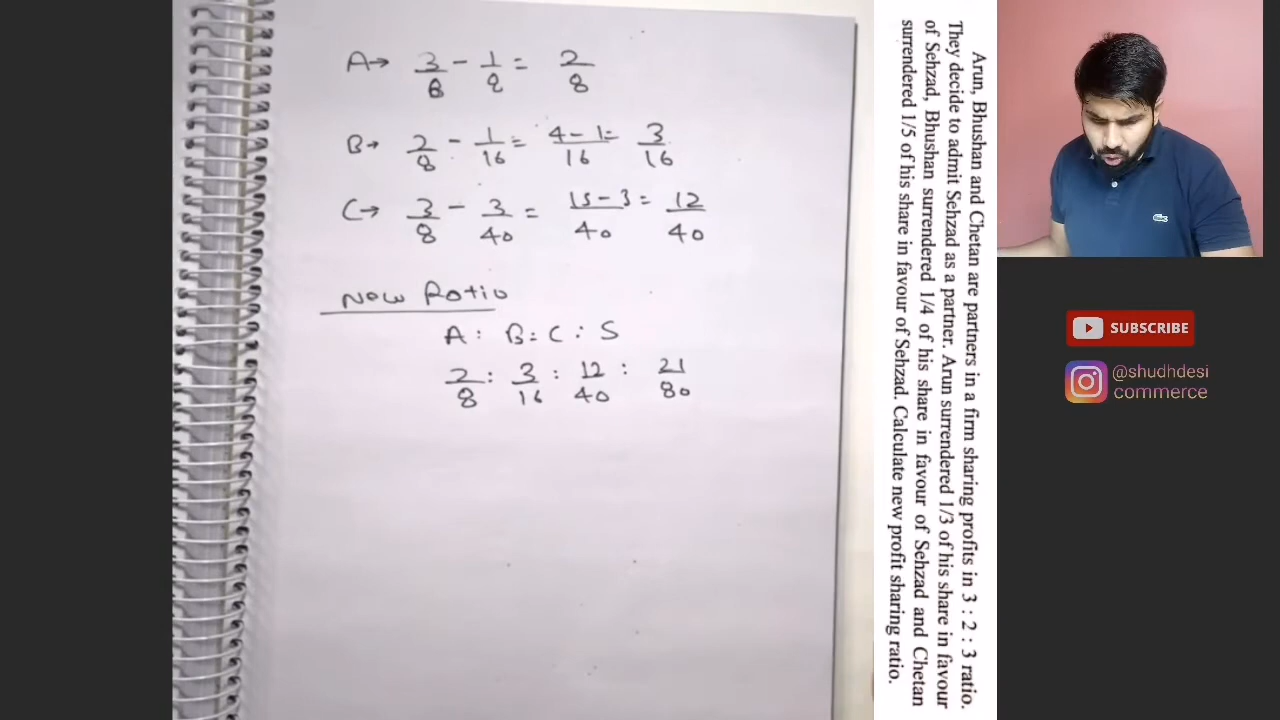 A→ 3/8 - 1/8 = 2/8
B→ 2/8 - 1/16 = 4-1/16 = 3/16
C→ 3/8 - 3/40 = 15-3/40 = 12/40
New Ratio
A : B : C : S
2/8 : 3/16 : 12/40 : 21/80
Arun, Bhushan and Chetan are partners in a firm sharing profits in 3 : 2 : 3 ratio.
They decide to admit Sehzad as a partner. Arun surrendered 1/3 of his share in favour
of Sehzad, Bhushan surrendered 1/4 of his share in favour of Sehzad and Chetan
surrendered 1/5 of his share in favour of Sehzad. Calculate new profit sharing ratio.
SUBSCRIBE
@shudhdesi
commerce